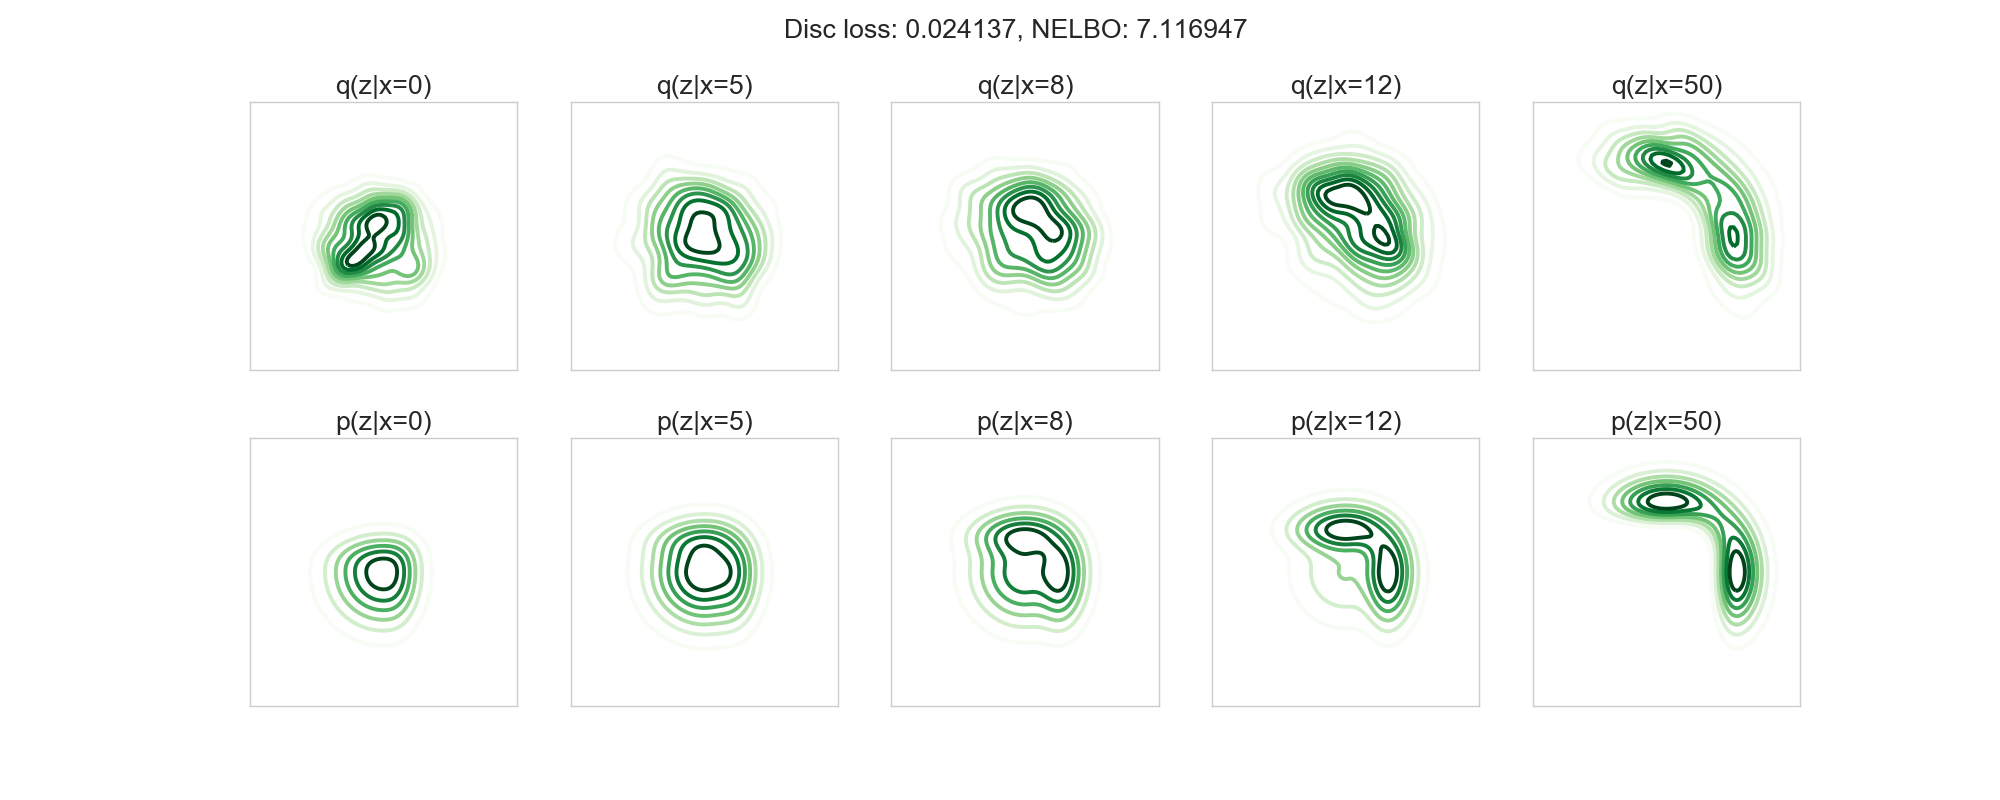 Disc loss: 0.024137, NELBO: 7.116947
q(z|x=0) q(z|x=5) q(z|x=8) q(z|x=12) q(z|x=50)
p(z|x=0) p(z|x=5) p(z|x=8) p(z|x=12) p(z|x=50)